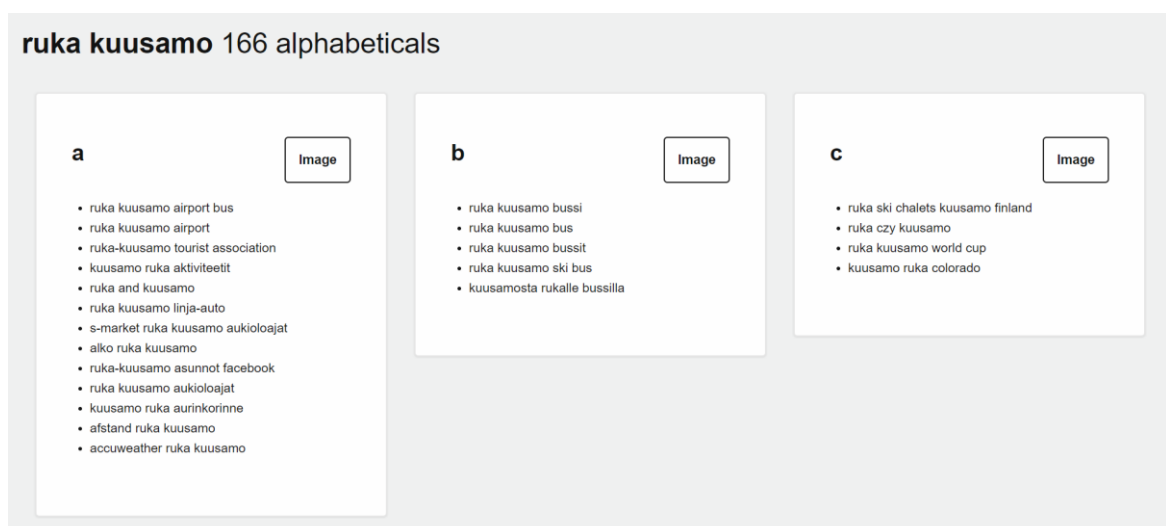 ruka kuusamo 166 alphabeticals
a
Image
ruka kuusamo airport bus
ruka kuusamo airport
ruka-kuusamo tourist association
kuusamo ruka aktiviteetit
ruka and kuusamo
ruka kuusamo linja-auto
s-market ruka kuusamo aukioloajat
alko ruka kuusamo
ruka-kuusamo asunnot facebook
ruka kuusamo aukioloajat
kuusamo ruka aurinkorinne
afstand ruka kuusamo
accuweather ruka kuusamo
b
Image
ruka kuusamo bussi
ruka kuusamo bus
ruka kuusamo bussit
ruka kuusamo ski bus
kuusamosta rukalle bussilla
c
Image
ruka ski chalets kuusamo finland
ruka czy kuusamo
ruka kuusamo world cup
kuusamo ruka colorado